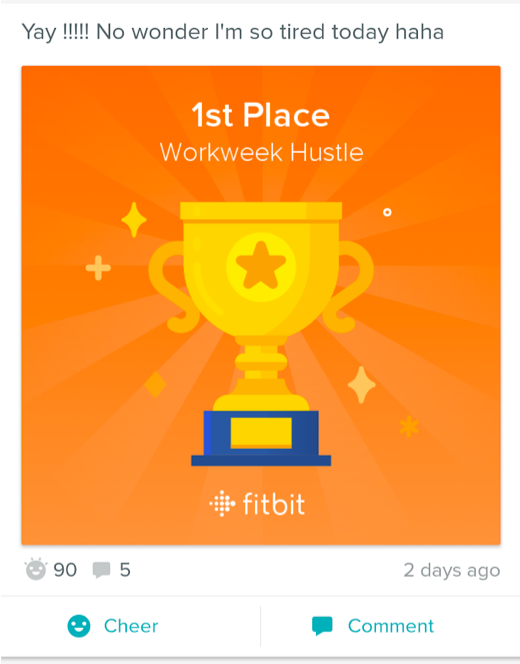 Yay !!!!! No wonder I'm so tired today haha
1st Place
Workweek Hustle
fitbit
90 5 2 days ago
Cheer Comment